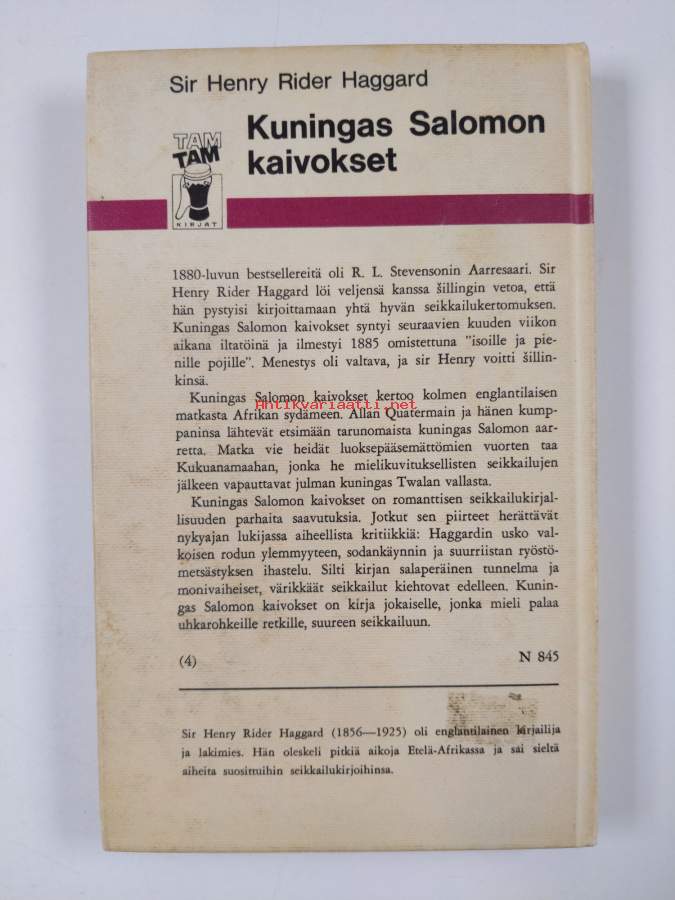 Sir Henry Rider Haggard
Kuningas Salomon
kaivokset
TAM
TAM
KIRJAT
1880-luvun bestsellereitä oli R. L. Stevensonin Aarresaari. Sir
Henry Rider Haggard löi veljensä kanssa šillingin vetoa, että
hän pystyisi kirjoittamaan yhtä hyvän seikkailukertomuksen.
Kuningas Salomon kaivokset syntyi seuraavien kuuden viikon
aikana iltatöinä ja ilmestyi 1885 omistettuna "isoille ja pie-
nille pojille". Menestys oli valtava, ja sir Henry voitti šillin-
kinsä.
Kuningas Salomon kaivokset kertoo kolmen englantilaisen
matkasta Afrikan sydämeen. Allan Quatermain ja hänen kump-
paninsa lähtevät etsimään tarunomaista kuningas Salomon aar-
retta. Matka vie heidät luoksepääsemättömien vuorten taa
Kukuanamaahan, jonka he mielikuvituksellisten seikkailujen
jälkeen vapauttavat julman kuningas Twalan vallasta.
Kuningas Salomon kaivokset on romanttisen seikkailukirjal-
lisuuden parhaita saavutuksia. Jotkut sen piirteet herättävät
nykyajan lukijassa aiheellista kritiikkiä: Haggardin usko val-
koisen rodun ylemmyyteen, sodankäynnin ja suurriistan ryöstö-
metsästyksen ihastelu. Silti kirjan salaperäinen tunnelma ja
monivaiheiset, värikkäät seikkailut kiehtovat edelleen. Kunin-
gas Salomon kaivokset on kirja jokaiselle, jonka mieli palaa
uhkarohkeille retkille, suureen seikkailuun.
(4) N 845
Sir Henry Rider Haggard (1856—1925) oli englantilainen kirjailija
ja lakimies. Hän oleskeli pitkiä aikoja Etelä-Afrikassa ja sai sieltä
aiheita suosittuihin seikkailukirjoihinsa.
Antikvariaatti.net